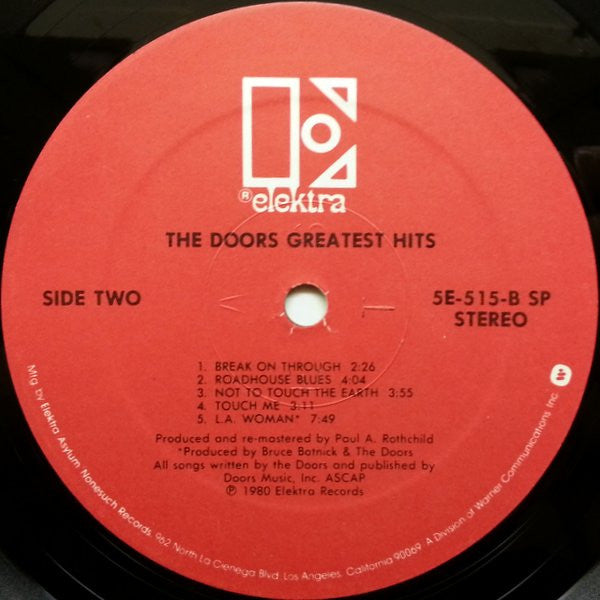 ® elektra
THE DOORS GREATEST HITS
SIDE TWO
5E-515-B SP
STEREO
1. BREAK ON THROUGH 2:26
2. ROADHOUSE BLUES 4:04
3. NOT TO TOUCH THE EARTH 3:55
4. TOUCH ME 3:11
5. L.A. WOMAN* 7:49
Produced and re-mastered by Paul A. Rothchild
*Produced by Bruce Botnick & The Doors
All songs written by the Doors and published by
Doors Music, Inc. ASCAP
℗ 1980 Elektra Records
Mfg. by Elektra Asylum Nonesuch Records, 962 North La Cienega Blvd. Los Angeles, California 90069. A Division of Warner Communications Inc.